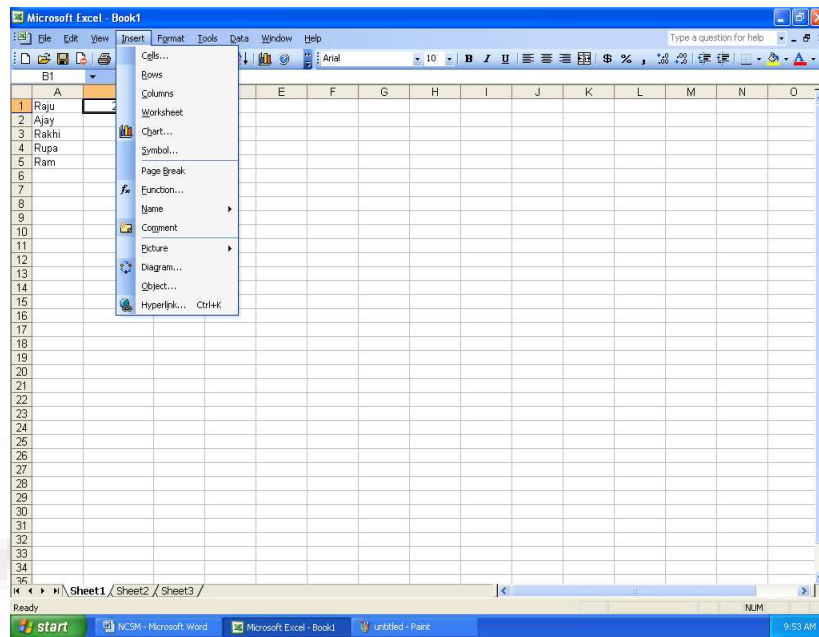 Microsoft Excel - Book1
File Edit View Insert Format Tools Data Window Help Type a question for help
Arial 10 B I U $ % ,
B1
A E F G H I J K L M N O
1 Raju 2
2 Ajay
3 Rakhi
4 Rupa
5 Ram
6
7
8
9
10
11
12
13
14
15
16
17
18
19
20
21
22
23
24
25
26
27
28
29
30
31
32
33
34
35
Cells...
Rows
Columns
Worksheet
Chart...
Symbol...
Page Break
fx Function...
Name
Comment
Picture
Diagram...
Object...
Hyperlink... Ctrl+K
Sheet1 Sheet2 Sheet3
Ready NUM
start NCSM - Microsoft Word Microsoft Excel - Book1 untitled - Paint 9:53 AM